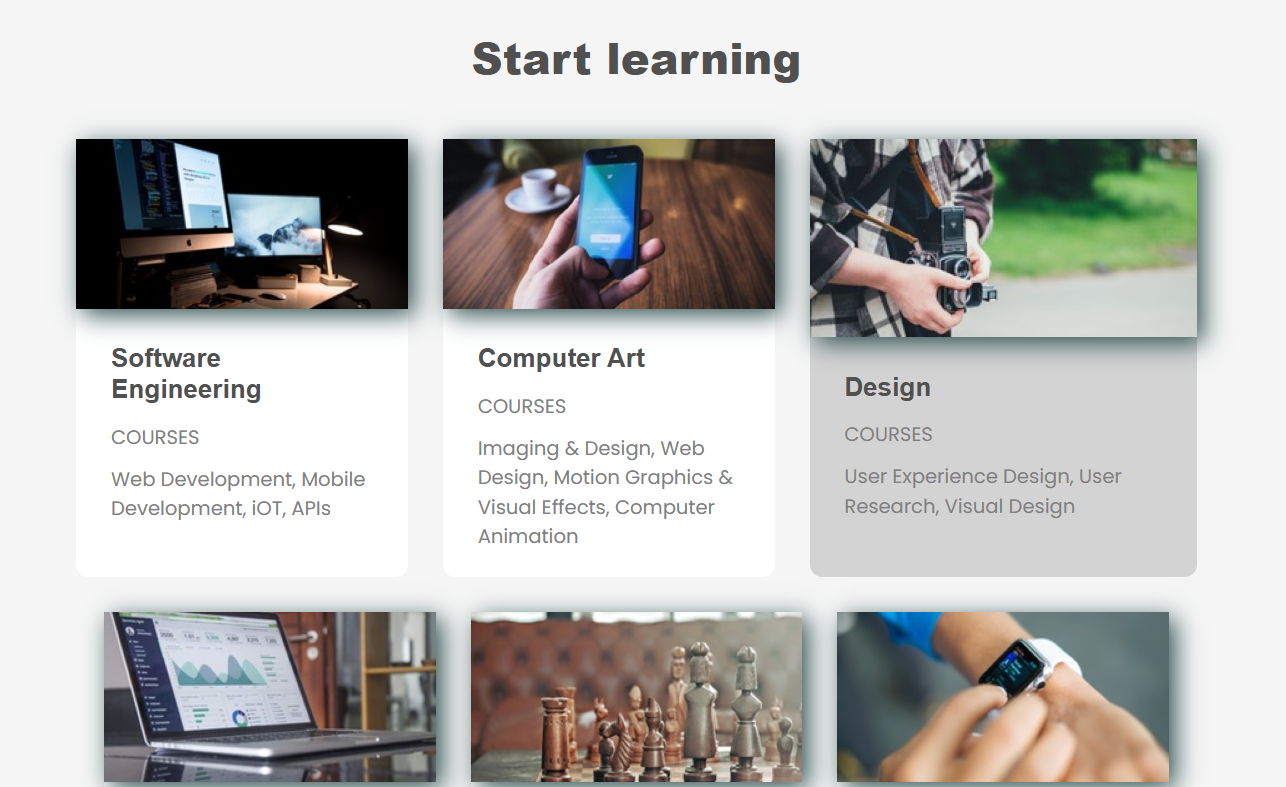 Start learning
Software
Engineering
COURSES
Web Development, Mobile
Development, iOT, APIs
Computer Art
COURSES
Imaging & Design, Web
Design, Motion Graphics &
Visual Effects, Computer
Animation
Design
COURSES
User Experience Design, User
Research, Visual Design